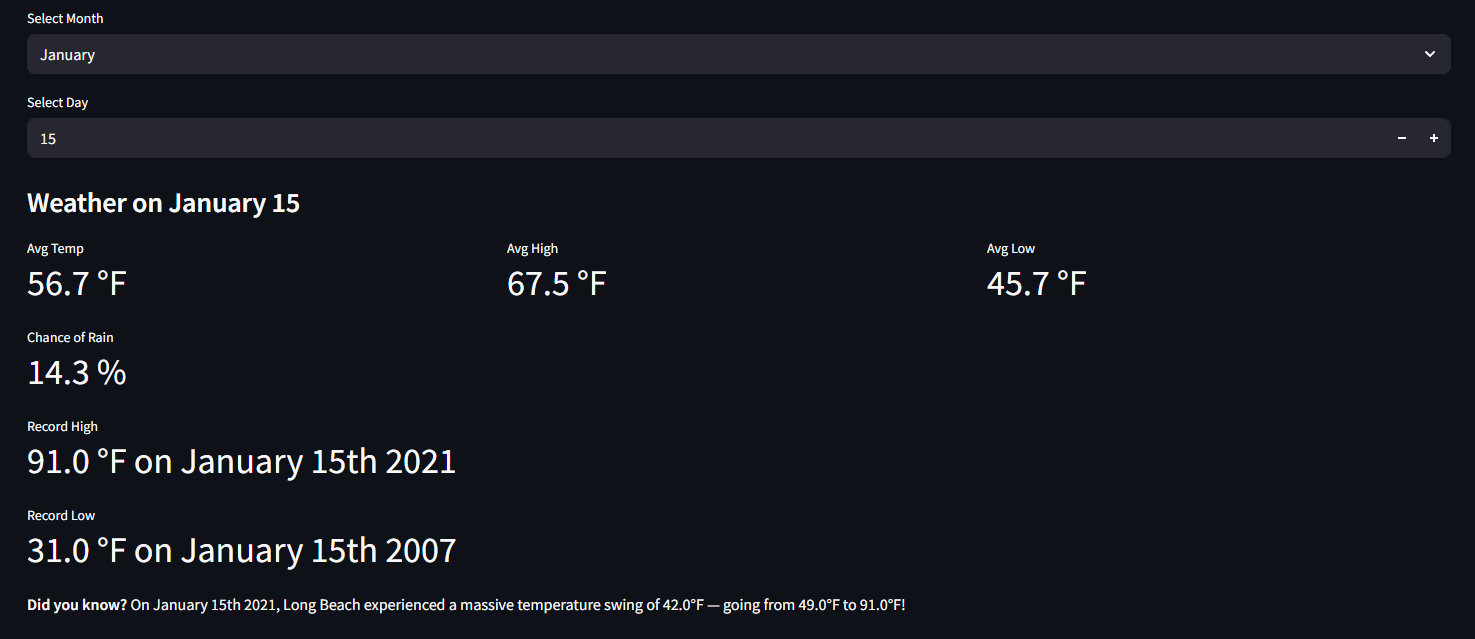 Select Month
January
Select Day
15
Weather on January 15
Avg Temp Avg High Avg Low
56.7 °F 67.5 °F 45.7 °F
Chance of Rain
14.3 %
Record High
91.0 °F on January 15th 2021
Record Low
31.0 °F on January 15th 2007
Did you know? On January 15th 2021, Long Beach experienced a massive temperature swing of 42.0°F — going from 49.0°F to 91.0°F!